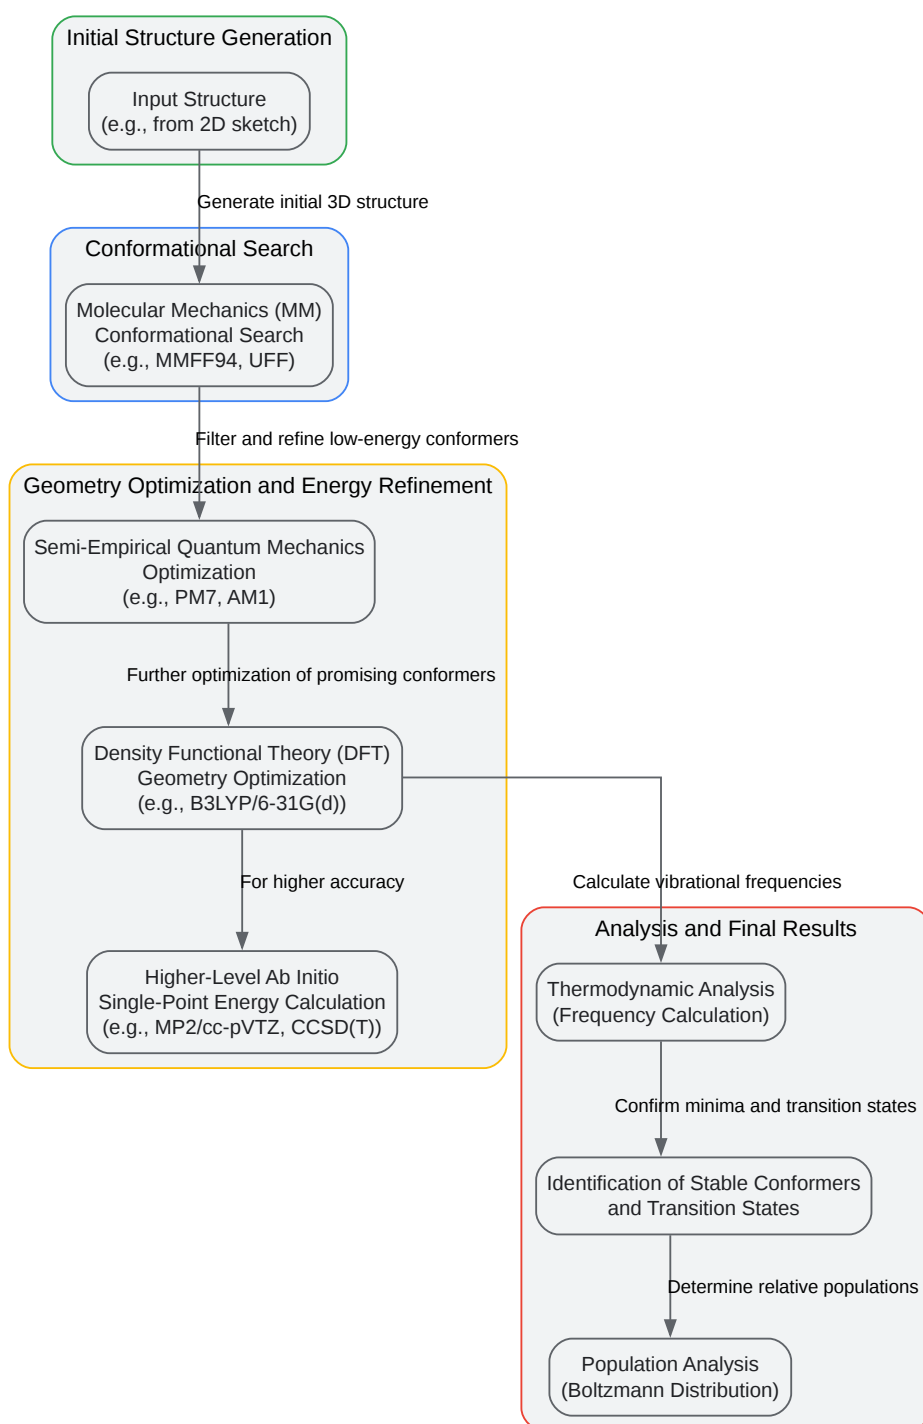 Initial Structure Generation
Input Structure
(e.g., from 2D sketch)
Generate initial 3D structure
Conformational Search
Molecular Mechanics (MM)
Conformational Search
(e.g., MMFF94, UFF)
Filter and refine low-energy conformers
Geometry Optimization and Energy Refinement
Semi-Empirical Quantum Mechanics
Optimization
(e.g., PM7, AM1)
Further optimization of promising conformers
Density Functional Theory (DFT)
Geometry Optimization
(e.g., B3LYP/6-31G(d))
For higher accuracy
Higher-Level Ab Initio
Single-Point Energy Calculation
(e.g., MP2/cc-pVTZ, CCSD(T))
Calculate vibrational frequencies
Analysis and Final Results
Thermodynamic Analysis
(Frequency Calculation)
Confirm minima and transition states
Identification of Stable Conformers
and Transition States
Determine relative populations
Population Analysis
(Boltzmann Distribution)